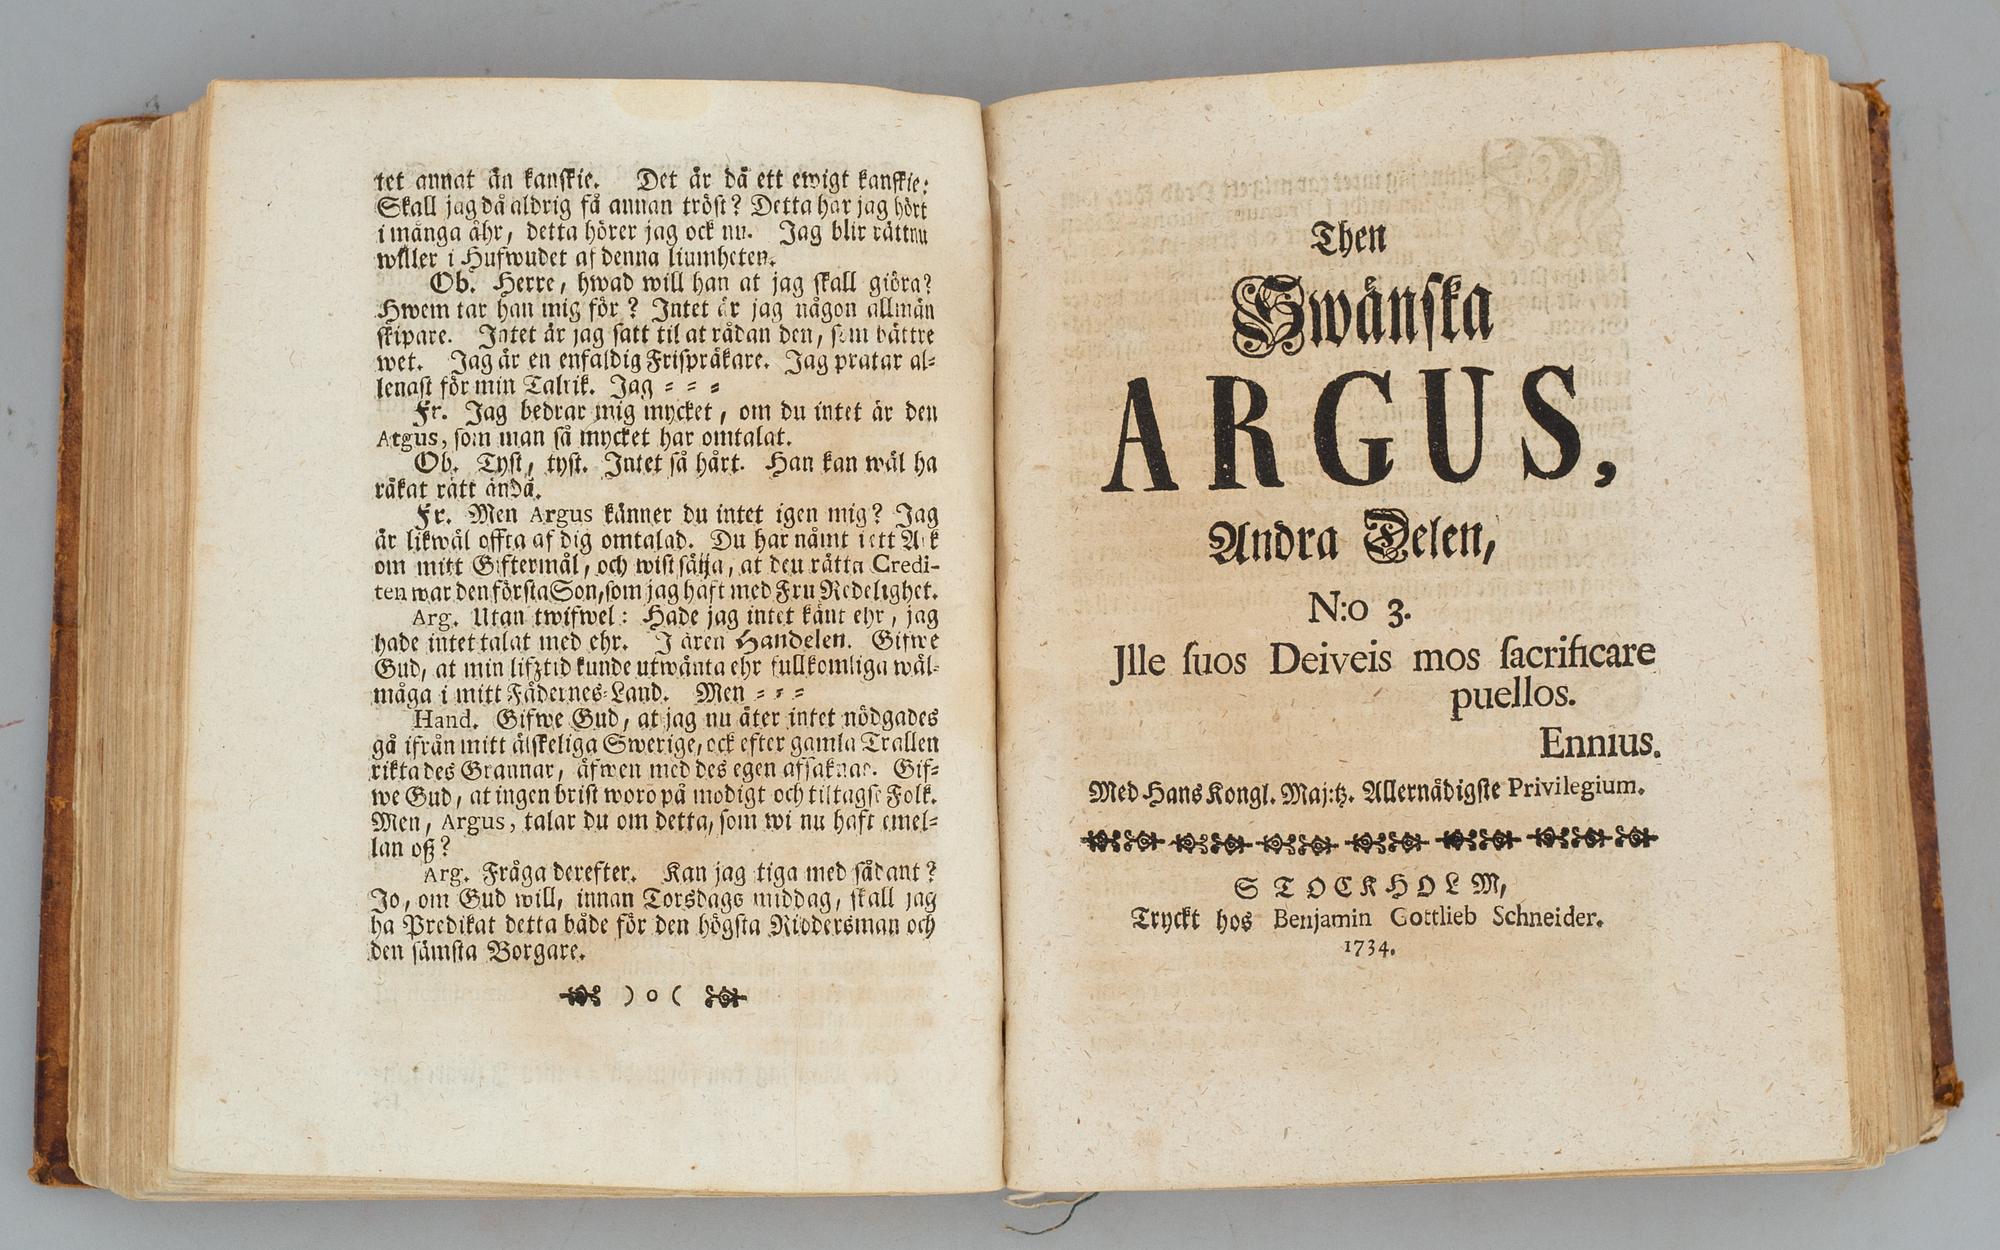 tet annat än kanskie. Det är då ett ewigt kanskie:
Skall jag då aldrig få annan tröst? Detta har jag hört
i många åhr, detta hörer jag ock nu. Jag blir rätt nu
willer i Hufwudet af denna liumheten.
Ob. Herre, hwad will han at jag skall giöra?
Hwem tar han mig för? Intet är jag någon allmän
skipare. Intet är jag satt til at rådan den, som bättre
wet. Jag är en enfaldig Frispråkare. Jag pratar al⸗
lenast för min Talrik. Jag ⸗ ⸗ ⸗
Fr. Jag bedrar mig mycket, om du intet är den
Argus, som man så mycket har omtalat.
Ob. Tyst, tyst. Intet så hårt. Han kan wäl ha
råkat rätt ändå.
Fr. Men Argus känner du intet igen mig? Jag
är likwäl offta af dig omtalad. Du har nämt i ett Ark
om mitt Giftermål, och wist säija, at den rätta Credi-
ten war den första Son, som jag haft med Fru Redelighet.
Arg. Utan twifwel: Hade jag intet känt ehr, jag
hade intet talat med ehr. I ären Handelen. Gifwe
Gud, at min lifztid kunde utwänta ehr fullkomliga wäl⸗
måga i mitt Fädernes⸗Land. Men ⸗ ⸗ ⸗
Hand. Gifwe Gud, at jag nu åter intet nödgades
gå ifrån mitt älskeliga Swerige, ock efter gamla Trallen
rikta des Grannar, äfwen med des egen afsaknad. Gif⸗
we Gud, at ingen brist woro på modigt och tiltagse Folk.
Men, Argus, talar du om detta, som wi nu haft emel⸗
lan oß?
Arg. Fråga derefter. Kan jag tiga med sådant?
Jo, om Gud will, innan Torsdags middag, skall jag
ha Predikat detta både för den högsta Riddersman och
den sämsta Borgare.
) o (
Then
Swänska
ARGUS,
Andra Delen,
N:o 3.
Jlle suos Deiveis mos sacrificare
puellos.
Ennius.
Med Hans Kongl. Maj:tz. Allernådigste Privilegium.
STOCKHOLM,
Tryckt hos Benjamin Gottlieb Schneider.
1734.